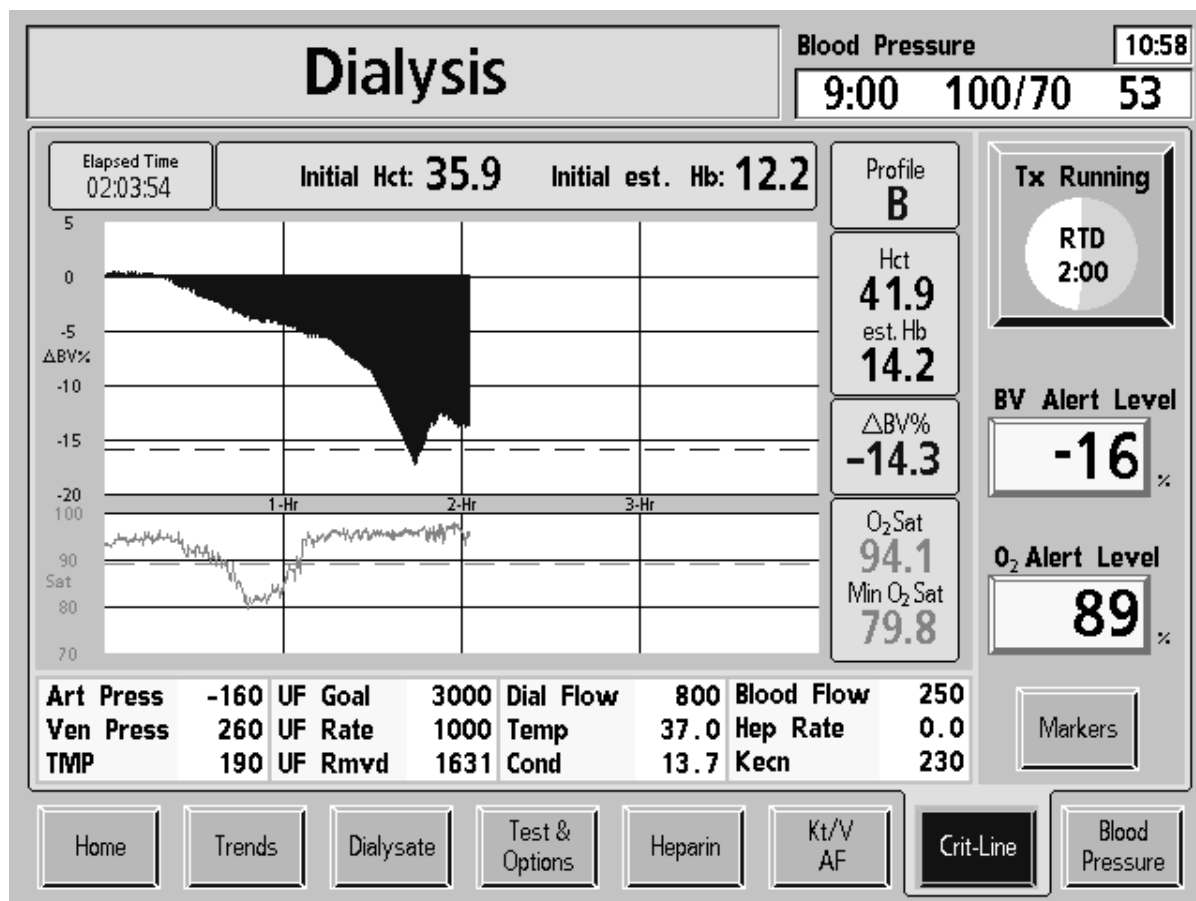 Dialysis
Blood Pressure 10:58
9:00 100/70 53
Elapsed Time
02:03:54
Initial Hct: 35.9 Initial est. Hb: 12.2
Profile
B
Tx Running
RTD
2:00
5
0
-5
ΔBV%
-10
-15
-20
1-Hr 2-Hr 3-Hr
100
90
Sat
80
70
Hct
41.9
est. Hb
14.2
ΔBV%
-14.3
O₂Sat
94.1
Min O₂ Sat
79.8
BV Alert Level
-16 %
O₂ Alert Level
89 %
Markers
Art Press -160 UF Goal 3000 Dial Flow 800 Blood Flow 250
Ven Press 260 UF Rate 1000 Temp 37.0 Hep Rate 0.0
TMP 190 UF Rmvd 1631 Cond 13.7 Kecn 230
Home
Trends
Dialysate
Test &
Options
Heparin
Kt/V
AF
Crit-Line
Blood
Pressure